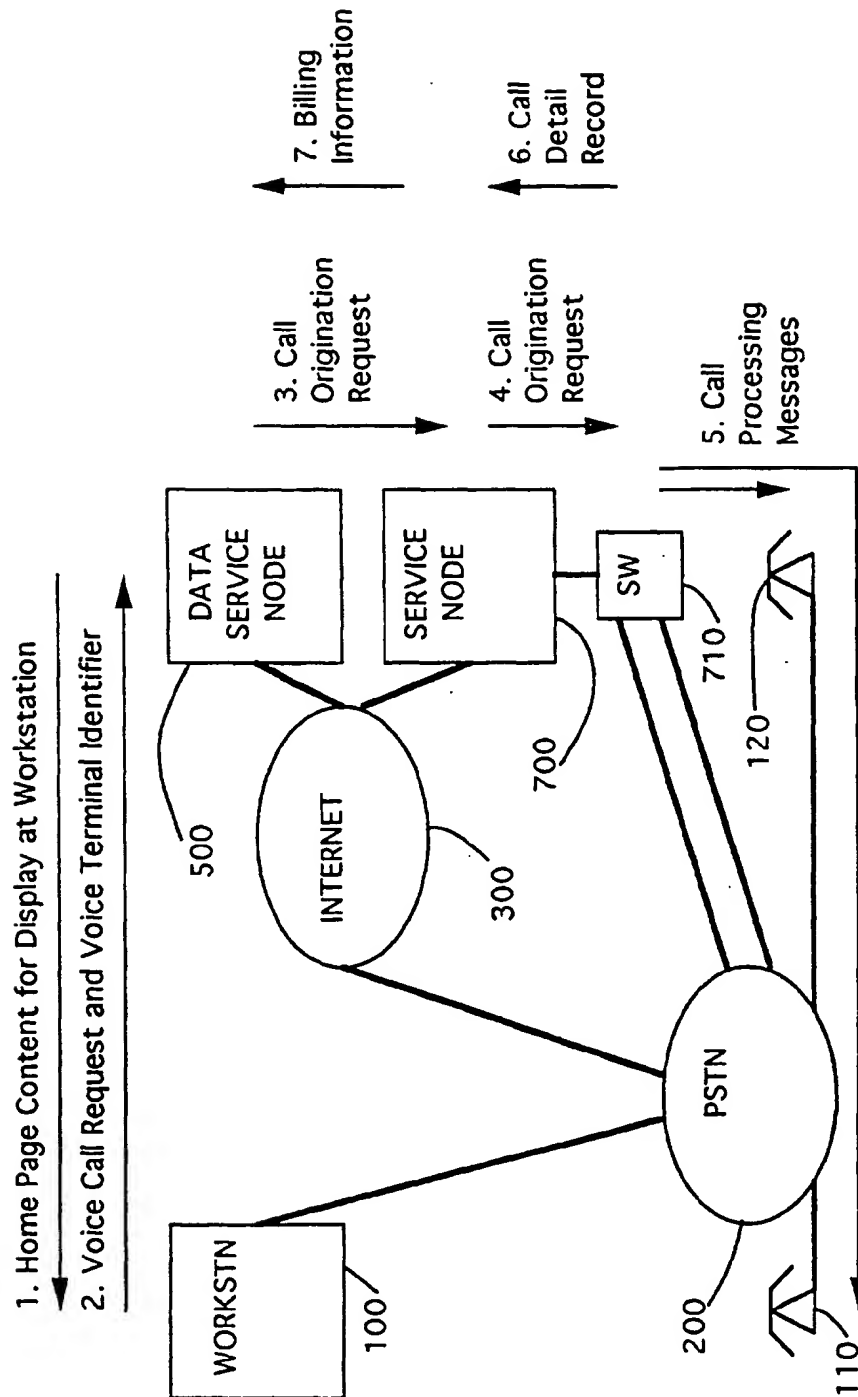 1. Home Page Content for Display at Workstation
2. Voice Call Request and Voice Terminal Identifier
WORKSTN
100
500
DATA
SERVICE
NODE
3. Call
Origination
Request
7. Billing
Information
INTERNET
300
SERVICE
NODE
700
4. Call
Origination
Request
6. Call
Detail
Record
SW
710
PSTN
200
5. Call
Processing
Messages
110
120